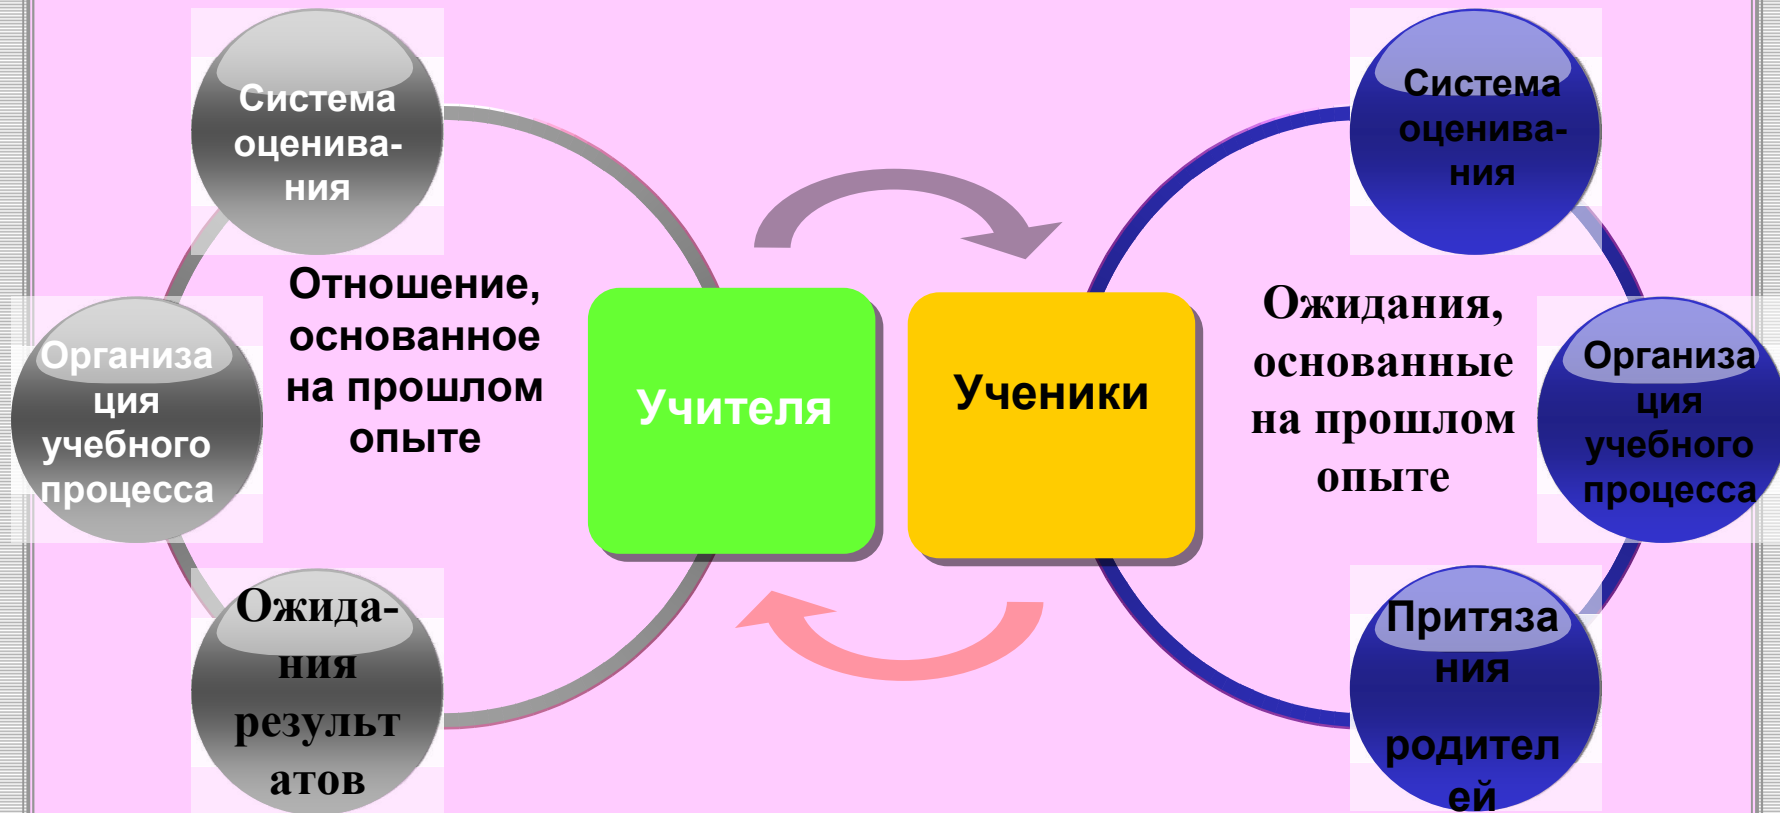 Система
оценива-
ния
Организа
ция
учебного
процесса
Ожида-
ния
результ
атов
Отношение,
основанное
на прошлом
опыте
Учителя
Ученики
Ожидания,
основанные
на прошлом
опыте
Система
оценива-
ния
Организа
ция
учебного
процесса
Притяза
ния
родител
ей